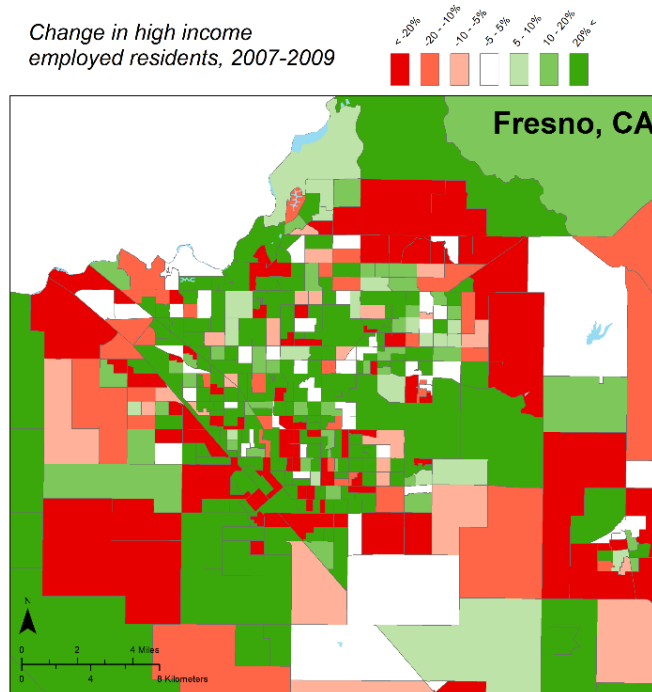 Change in high income
employed residents, 2007-2009
< -20%
-20 - -10%
-10 - -5%
-5 - 5%
5 - 10%
10 - 20%
20% <
Fresno, CA
N
0 2 4 Miles
0 4 8 Kilometers